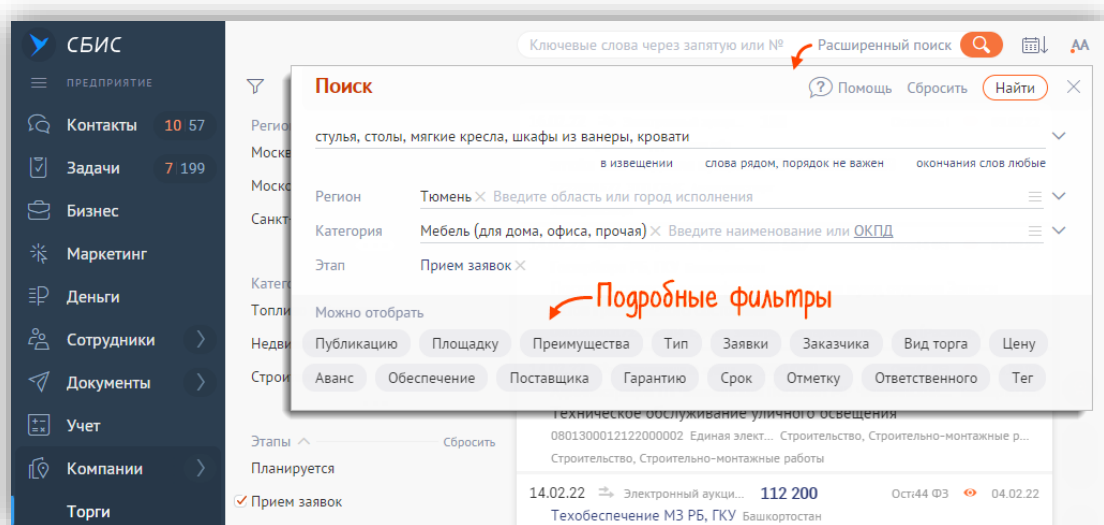 СБИС
Ключевые слова через запятую или №
Расширенный поиск
АА
ПРЕДПРИЯТИЕ
Поиск
Помощь
Сбросить
Найти
Контакты 10 57
стулья, столы, мягкие кресла, шкафы из ванеры, кровати
в извещении слова рядом, порядок не важен окончания слов любые
Задачи 7 199
Регион Тюмень Введите область или город исполнения
Бизнес
Санкт-
Категория Мебель (для дома, офиса, прочая) Введите наименование или ОКПД
Маркетинг
Этап Прием заявок
Деньги
Подробные фильтры
Можно отобрать
Сотрудники
Публикацию Площадку Преимущества Тип Заявки Заказчика Вид торга Цену
Документы
Аванс Обеспечение Поставщика Гарантию Срок Отметку Ответственного Тег
Учет
Техническое обслуживание уличного освещения
Этапы Сбросить
0801300012122000002 Единая элект... Строительство, Строительно-монтажные р...
Планируется
Строительство, Строительно-монтажные работы
Компании
Прием заявок
14.02.22 Электронный аукци... 112 200 44 ФЗ 04.02.22
Торги
Техобеспечение МЗ РБ, ГКУ Башкортостан